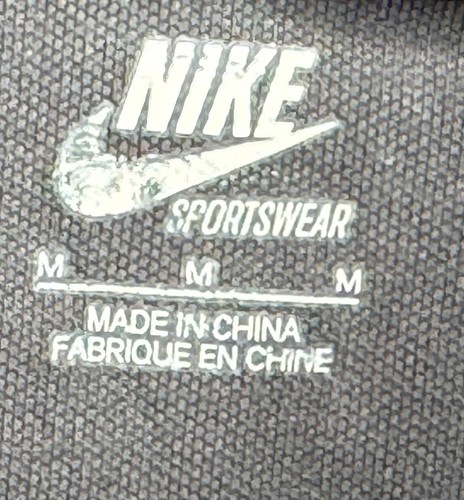 NIKE
SPORTSWEAR
M M M
MADE IN CHINA
FABRIQUE EN CHINE